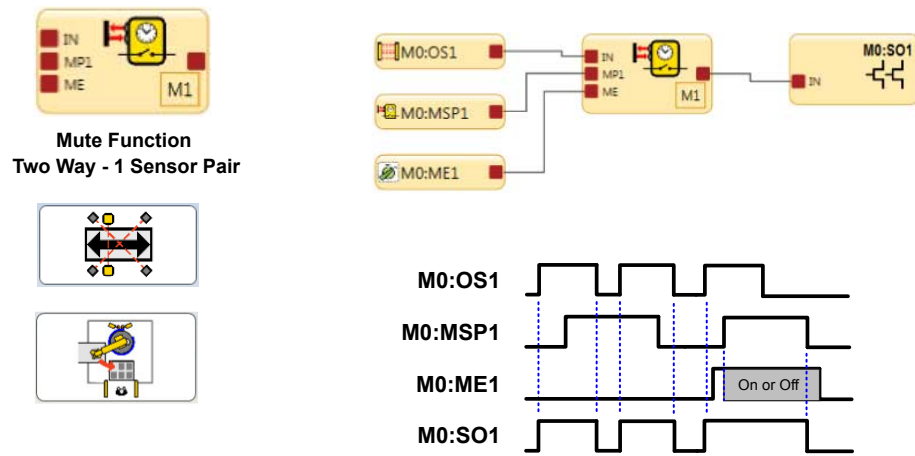 IN
MP1
ME
M1
Mute Function
Two Way - 1 Sensor Pair
M0:OS1
M0:MSP1
M0:ME1
IN
MP1
ME
M1
M0:SO1
IN
M0:OS1
M0:MSP1
M0:ME1
On or Off
M0:SO1